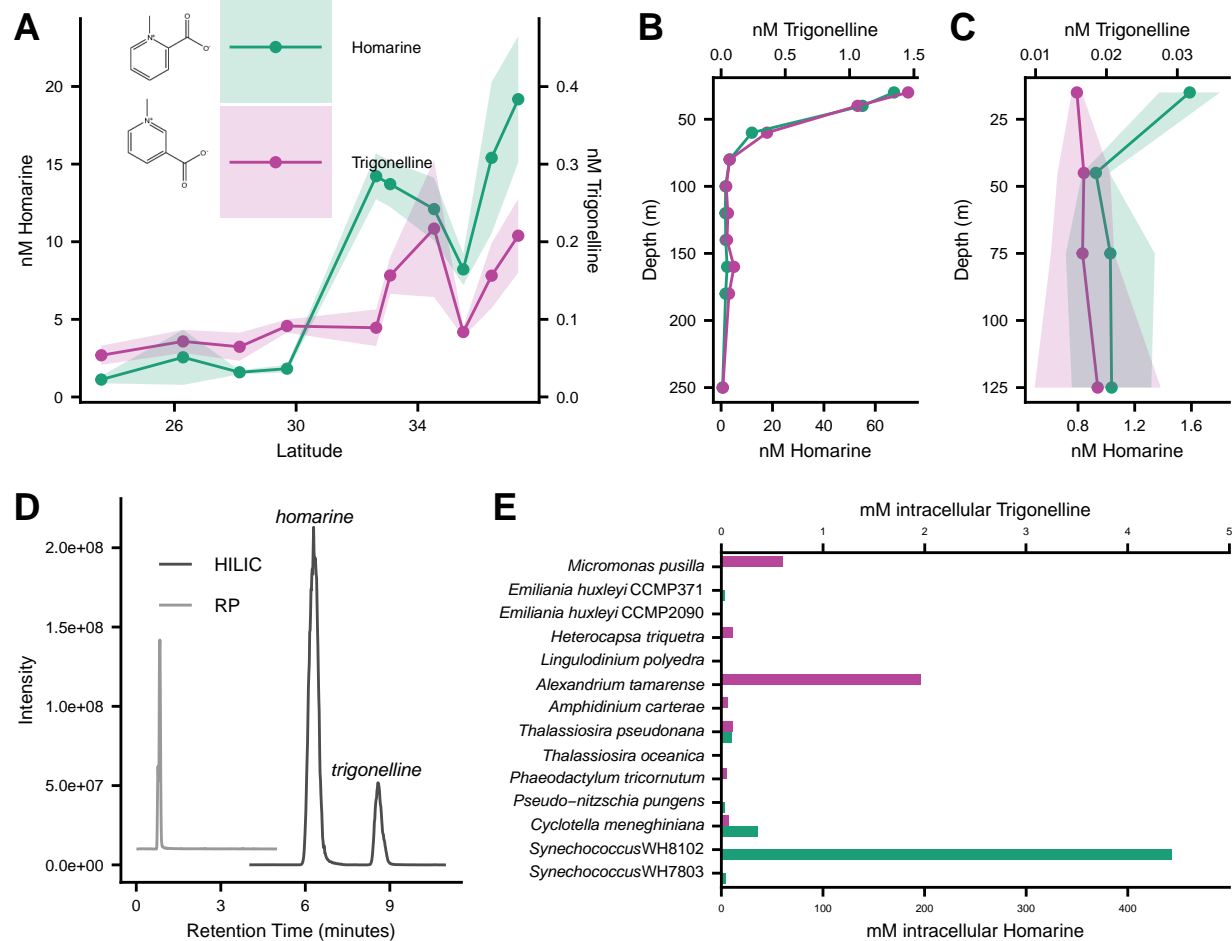 A
N⁺
O
O⁻
N⁺
O⁻
O
Homarine
Trigonelline
20
15
10
5
0
nM Homarine
0.4
0.3
0.2
0.1
0.0
nM Trigonelline
26
30
34
Latitude
B
nM Trigonelline
0.0
0.5
1.0
1.5
50
100
150
200
250
Depth (m)
0
20
40
60
nM Homarine
C
nM Trigonelline
0.01
0.02
0.03
25
50
75
100
125
Depth (m)
0.8
1.2
1.6
nM Homarine
D
homarine
trigonelline
HILIC
RP
2.0e+08
1.5e+08
1.0e+08
5.0e+07
0.0e+00
Intensity
0
3
6
9
Retention Time (minutes)
E
mM intracellular Trigonelline
0
1
2
3
4
5
Micromonas pusilla
Emiliania huxleyi CCMP371
Emiliania huxleyi CCMP2090
Heterocapsa triquetra
Lingulodinium polyedra
Alexandrium tamarense
Amphidinium carterae
Thalassiosira pseudonana
Thalassiosira oceanica
Phaeodactylum tricornutum
Pseudo−nitzschia pungens
Cyclotella meneghiniana
SynechococcusWH8102
SynechococcusWH7803
0
100
200
300
400
mM intracellular Homarine